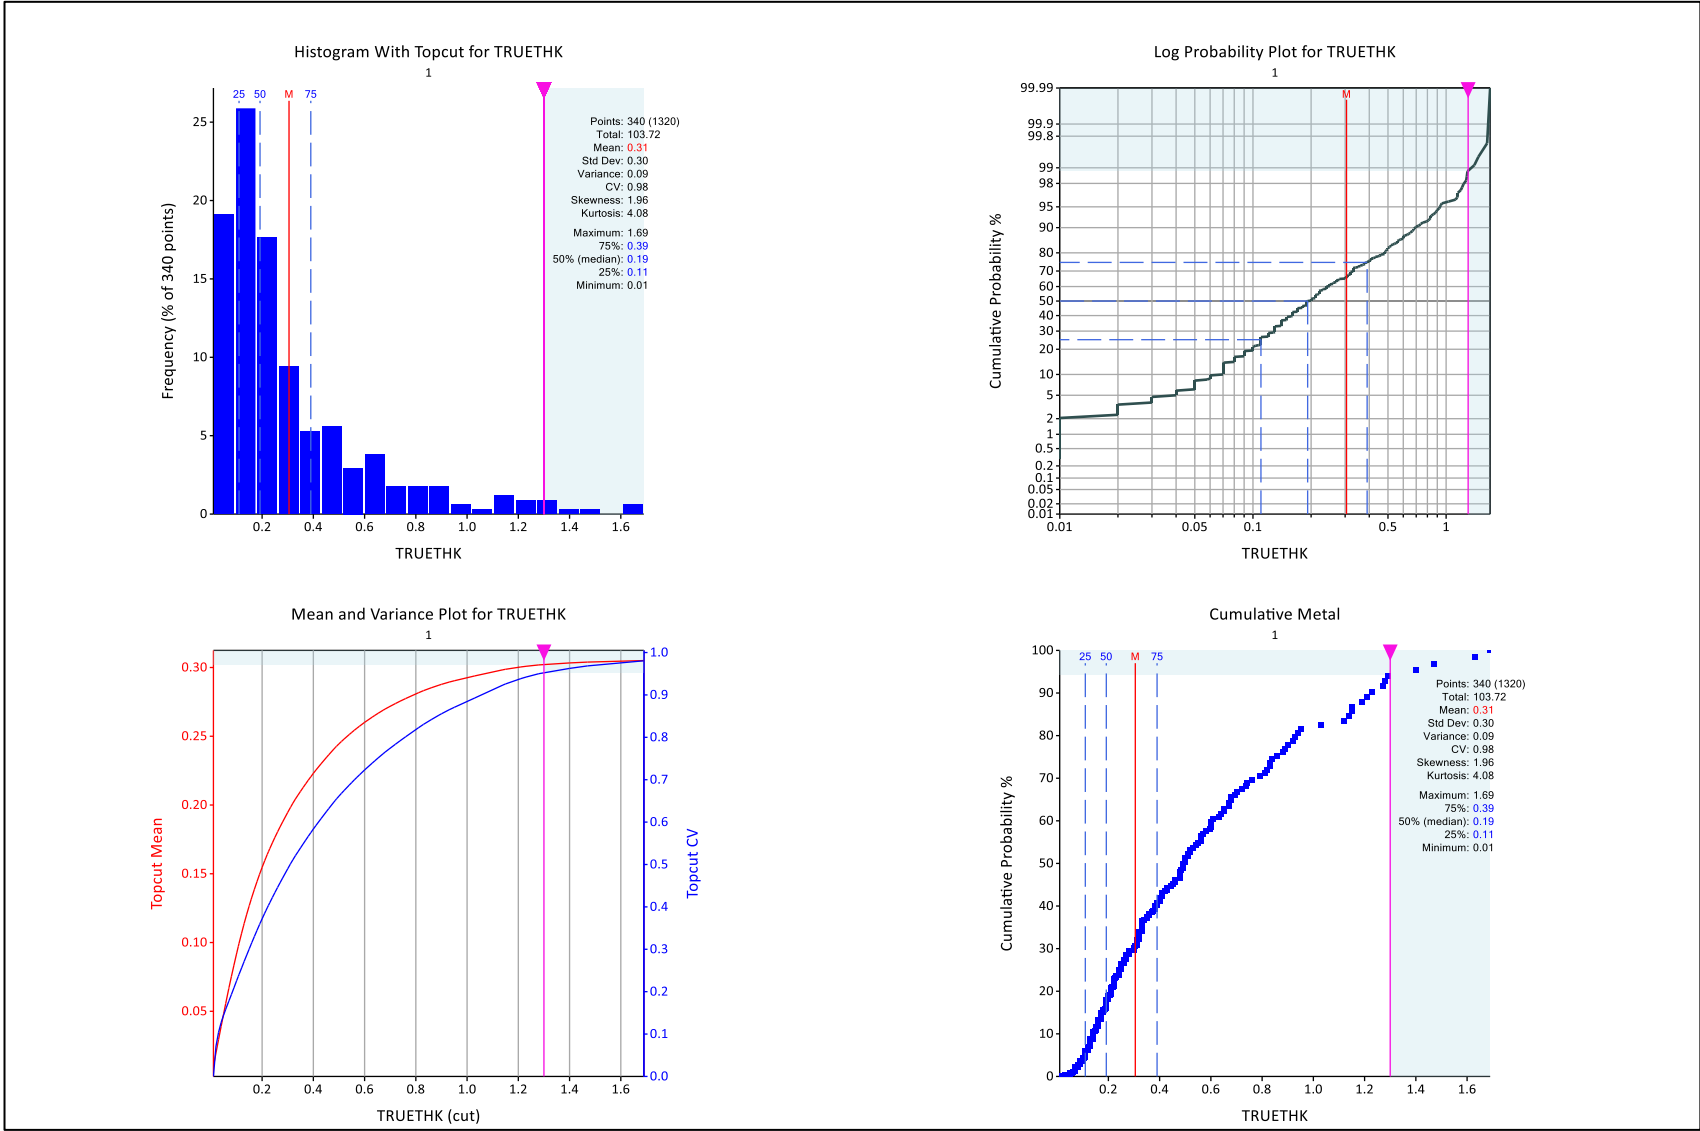 Histogram With Topcut for TRUETHK
1
25 50 M 75
Points: 340 (1320)
Total: 103.72
Mean: 0.31
Std Dev: 0.30
Variance: 0.09
CV: 0.98
Skewness: 1.96
Kurtosis: 4.08
Maximum: 1.69
75%: 0.39
50% (median): 0.19
25%: 0.11
Minimum: 0.01
Frequency (% of 340 points)
25
20
15
10
5
0
0.2 0.4 0.6 0.8 1.0 1.2 1.4 1.6
TRUETHK
Log Probability Plot for TRUETHK
1
M
Cumulative Probability %
99.99
99.9
99.8
99
98
95
90
80
70
60
50
40
30
20
10
5
2
1
0.5
0.2
0.1
0.05
0.02
0.01
0.01 0.05 0.1 0.5 1
TRUETHK
Mean and Variance Plot for TRUETHK
1
Topcut Mean
0.30
0.25
0.20
0.15
0.10
0.05
Topcut CV
1.0
0.9
0.8
0.7
0.6
0.5
0.4
0.3
0.2
0.1
0.0
0.2 0.4 0.6 0.8 1.0 1.2 1.4 1.6
TRUETHK (cut)
Cumulative Metal
1
25 50 M 75
Points: 340 (1320)
Total: 103.72
Mean: 0.31
Std Dev: 0.30
Variance: 0.09
CV: 0.98
Skewness: 1.96
Kurtosis: 4.08
Maximum: 1.69
75%: 0.39
50% (median): 0.19
25%: 0.11
Minimum: 0.01
Cumulative Probability %
100
90
80
70
60
50
40
30
20
10
0
0.2 0.4 0.6 0.8 1.0 1.2 1.4 1.6
TRUETHK